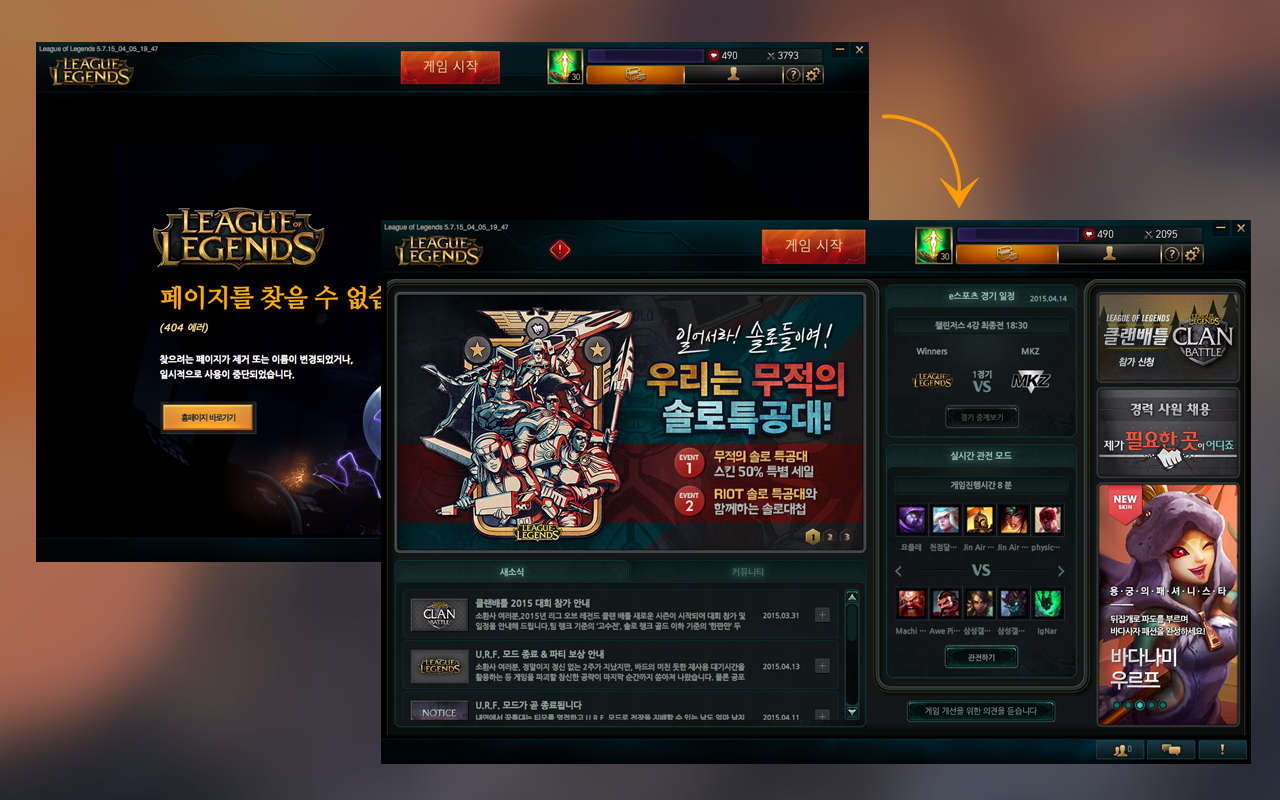 League of Legends 5.7.15_04_05_19_47
LEAGUE OF LEGENDS
게임 시작
30
490
3793
?
LEAGUE OF LEGENDS
페이지를 찾을 수 없습
(404 에러)
찾으려는 페이지가 제거 또는 이름이 변경되었거나,
일시적으로 사용이 중단되었습니다.
홈페이지 바로가기
League of Legends 5.7.15_04_05_19_47
LEAGUE OF LEGENDS
!
게임 시작
30
490
2095
?
일어서라! 솔로들이여!
우리는 무적의
솔로특공대!
EVENT 1
무적의 솔로 특공대
스킨 50% 특별 세일
EVENT 2
RIOT 솔로 특공대와
함께하는 솔로대첩
LEAGUE OF LEGENDS
1 2 3
새소식
커뮤니티
CLAN BATTLE
클랜배틀 2015 대회 참가 안내
소환사 여러분,2015년 리그 오브 레전드 클랜 배틀 새로운 시즌이 시작되어 대회 참가 및
일정을 안내해 드립니다.팀 랭크 기준의 '고수전', 솔로 랭크 골드 이하 기준의 '한판만' 두
2015.03.31
LEAGUE OF LEGENDS
U.R.F. 모드 종료 & 파티 보상 안내
소환사 여러분, 정말이지 정신 없는 2주가 지났지만, 바드의 미친 듯한 재사용 대기시간을
활용하는 등 게임을 파괴할 참신한 공략이 마지막 순간까지 쏟아져 나왔습니다. 물론 공포
2015.04.13
NOTICE
U.R.F. 모드가 곧 종료됩니다
2015.04.11
e스포츠 경기 일정
2015.04.14
챌린저스 4강 최종전 18:30
Winners
MKZ
LEAGUE OF LEGENDS
1경기
VS
MKZ
경기 중계보기
실시간 관전 모드
게임진행시간 8 분
요플래
천점달…
Jin Air …
Jin Air …
physic…
VS
Machi …
Awe Pi…
삼성갤…
삼성갤…
IgNar
관전하기
게임 개선을 위한 의견을 듣습니다
LEAGUE OF LEGENDS
클랜배틀
참가 신청
LEAGUE OF LEGENDS
CLAN
BATTLE
경력 사원 채용
제가 필요한 곳이 어디죠
NEW
SKIN
용·궁·의·패·셔·니·스·타
뒤집개로 파도를 부르며
바다사자 패션을 완성하세요!
바다나미
우르프
0
!